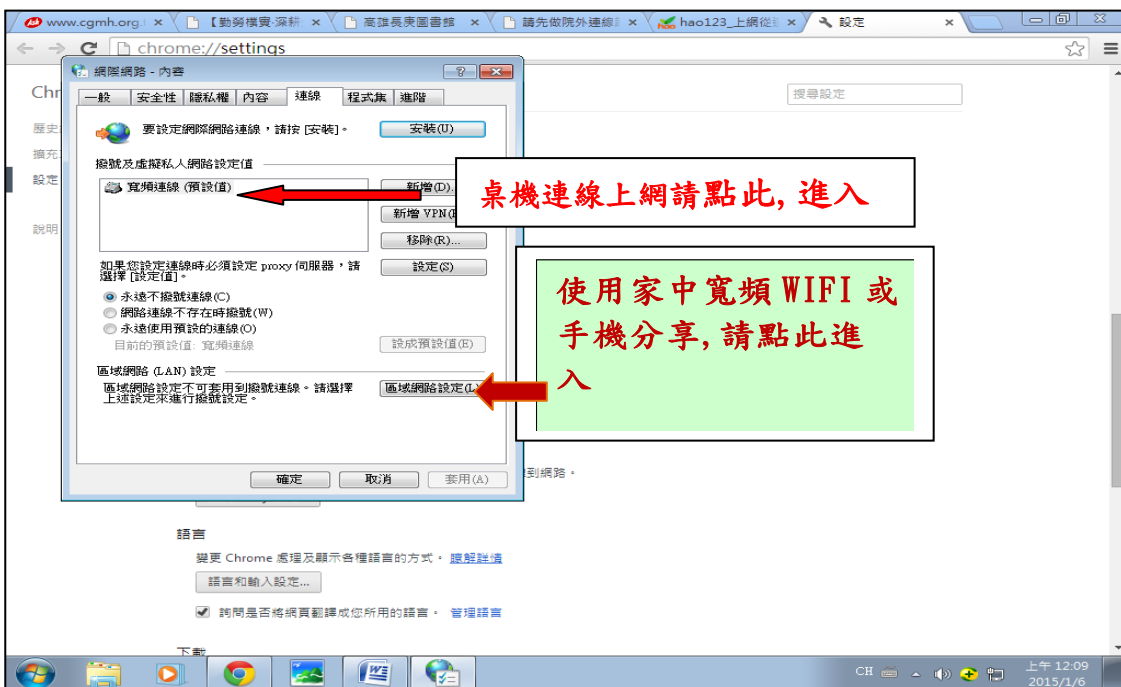 www.cgmh.org.t
【勤勞樸實‧深耕
高雄長庚圖書館
請先做院外連線
hao123_上網從
設定
chrome://settings
Chr
搜尋設定
歷史
擴充
設定
說明
網際網路 - 內容
一般 安全性 隱私權 內容 連線 程式集 進階
要設定網際網路連線，請按 [安裝]。
安裝(U)
撥號及虛擬私人網路設定值
寬頻連線 (預設值)
新增(D)...
新增 VPN(
移除(R)...
如果您設定連線時必須設定 proxy 伺服器，請
選擇 [設定值]。
設定(S)
永遠不撥號連線(C)
網路連線不存在時撥號(W)
永遠使用預設的連線(O)
目前的預設值: 寬頻連線
設成預設值(E)
區域網路 (LAN) 設定
區域網路設定不可套用到撥號連線。請選擇
上述設定來進行撥號設定。
區域網路設定(L)
確定 取消 套用(A)
桌機連線上網請點此, 進入
使用家中寬頻 WIFI 或
手機分享, 請點此進
入
到網路。
語言
變更 Chrome 處理及顯示各種語言的方式。 瞭解詳情
語言和輸入設定...
詢問是否將網頁翻譯成您所用的語言。 管理語言
下載
CH
上午 12:09
2015/1/6